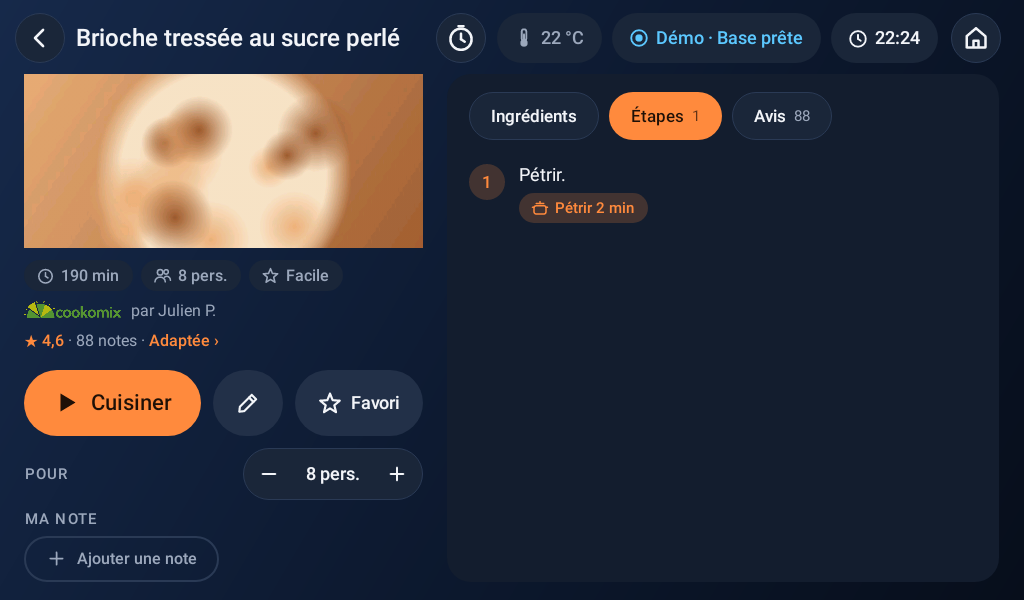 Brioche tressée au sucre perlé
22 °C
Démo · Base prête
22:24
190 min
8 pers.
Facile
cookomix par Julien P.
★ 4,6 · 88 notes · Adaptée ›
Cuisiner
Favori
POUR
− 8 pers. +
MA NOTE
+ Ajouter une note
Ingrédients
Étapes 1
Avis 88
1 Pétrir.
Pétrir 2 min